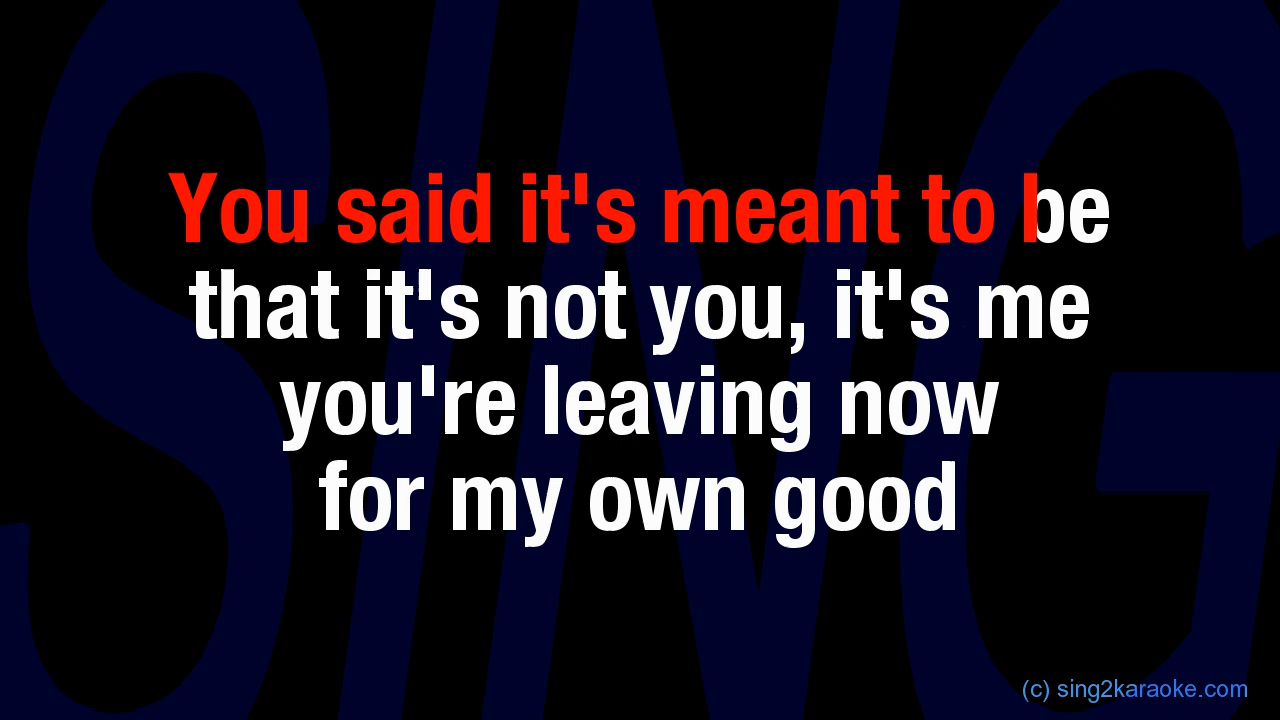 SING
You said it's meant to be
that it's not you, it's me
you're leaving now
for my own good
(c) sing2karaoke.com